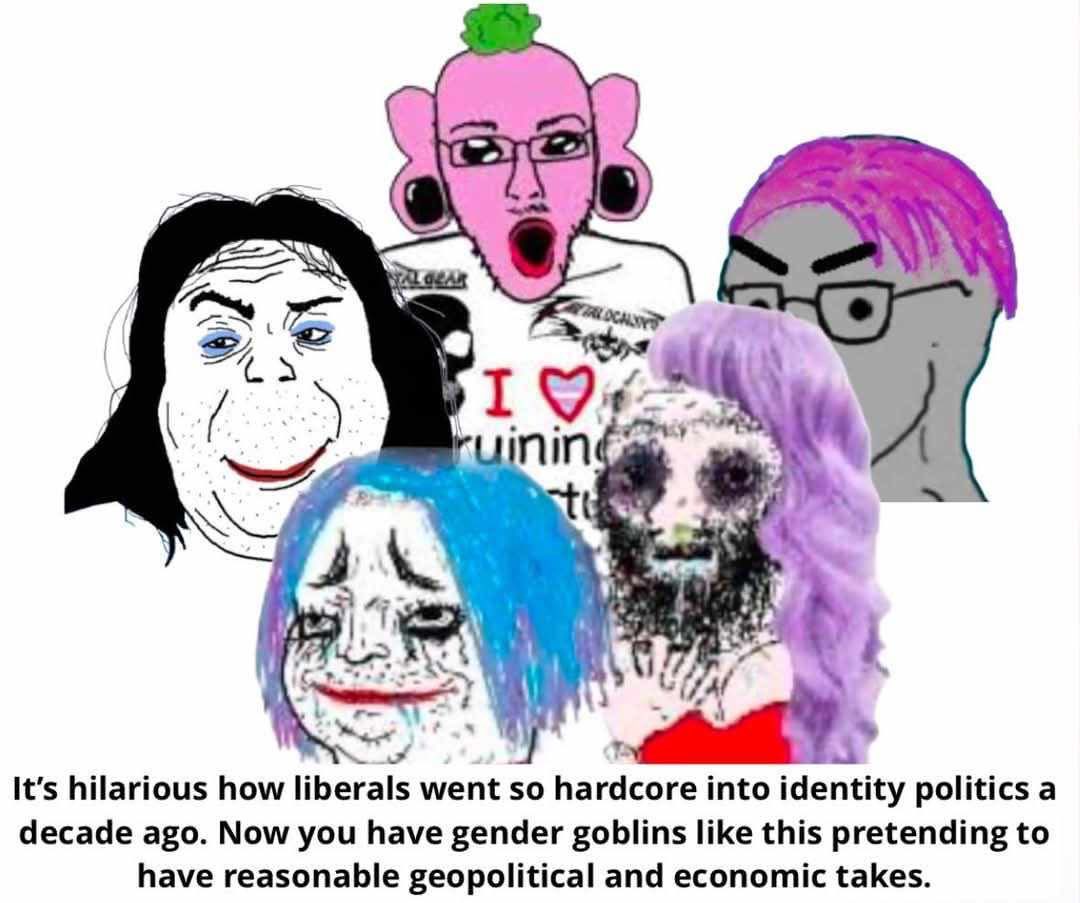 I ♡
ruining
It's hilarious how liberals went so hardcore into identity politics a
decade ago. Now you have gender goblins like this pretending to
have reasonable geopolitical and economic takes.